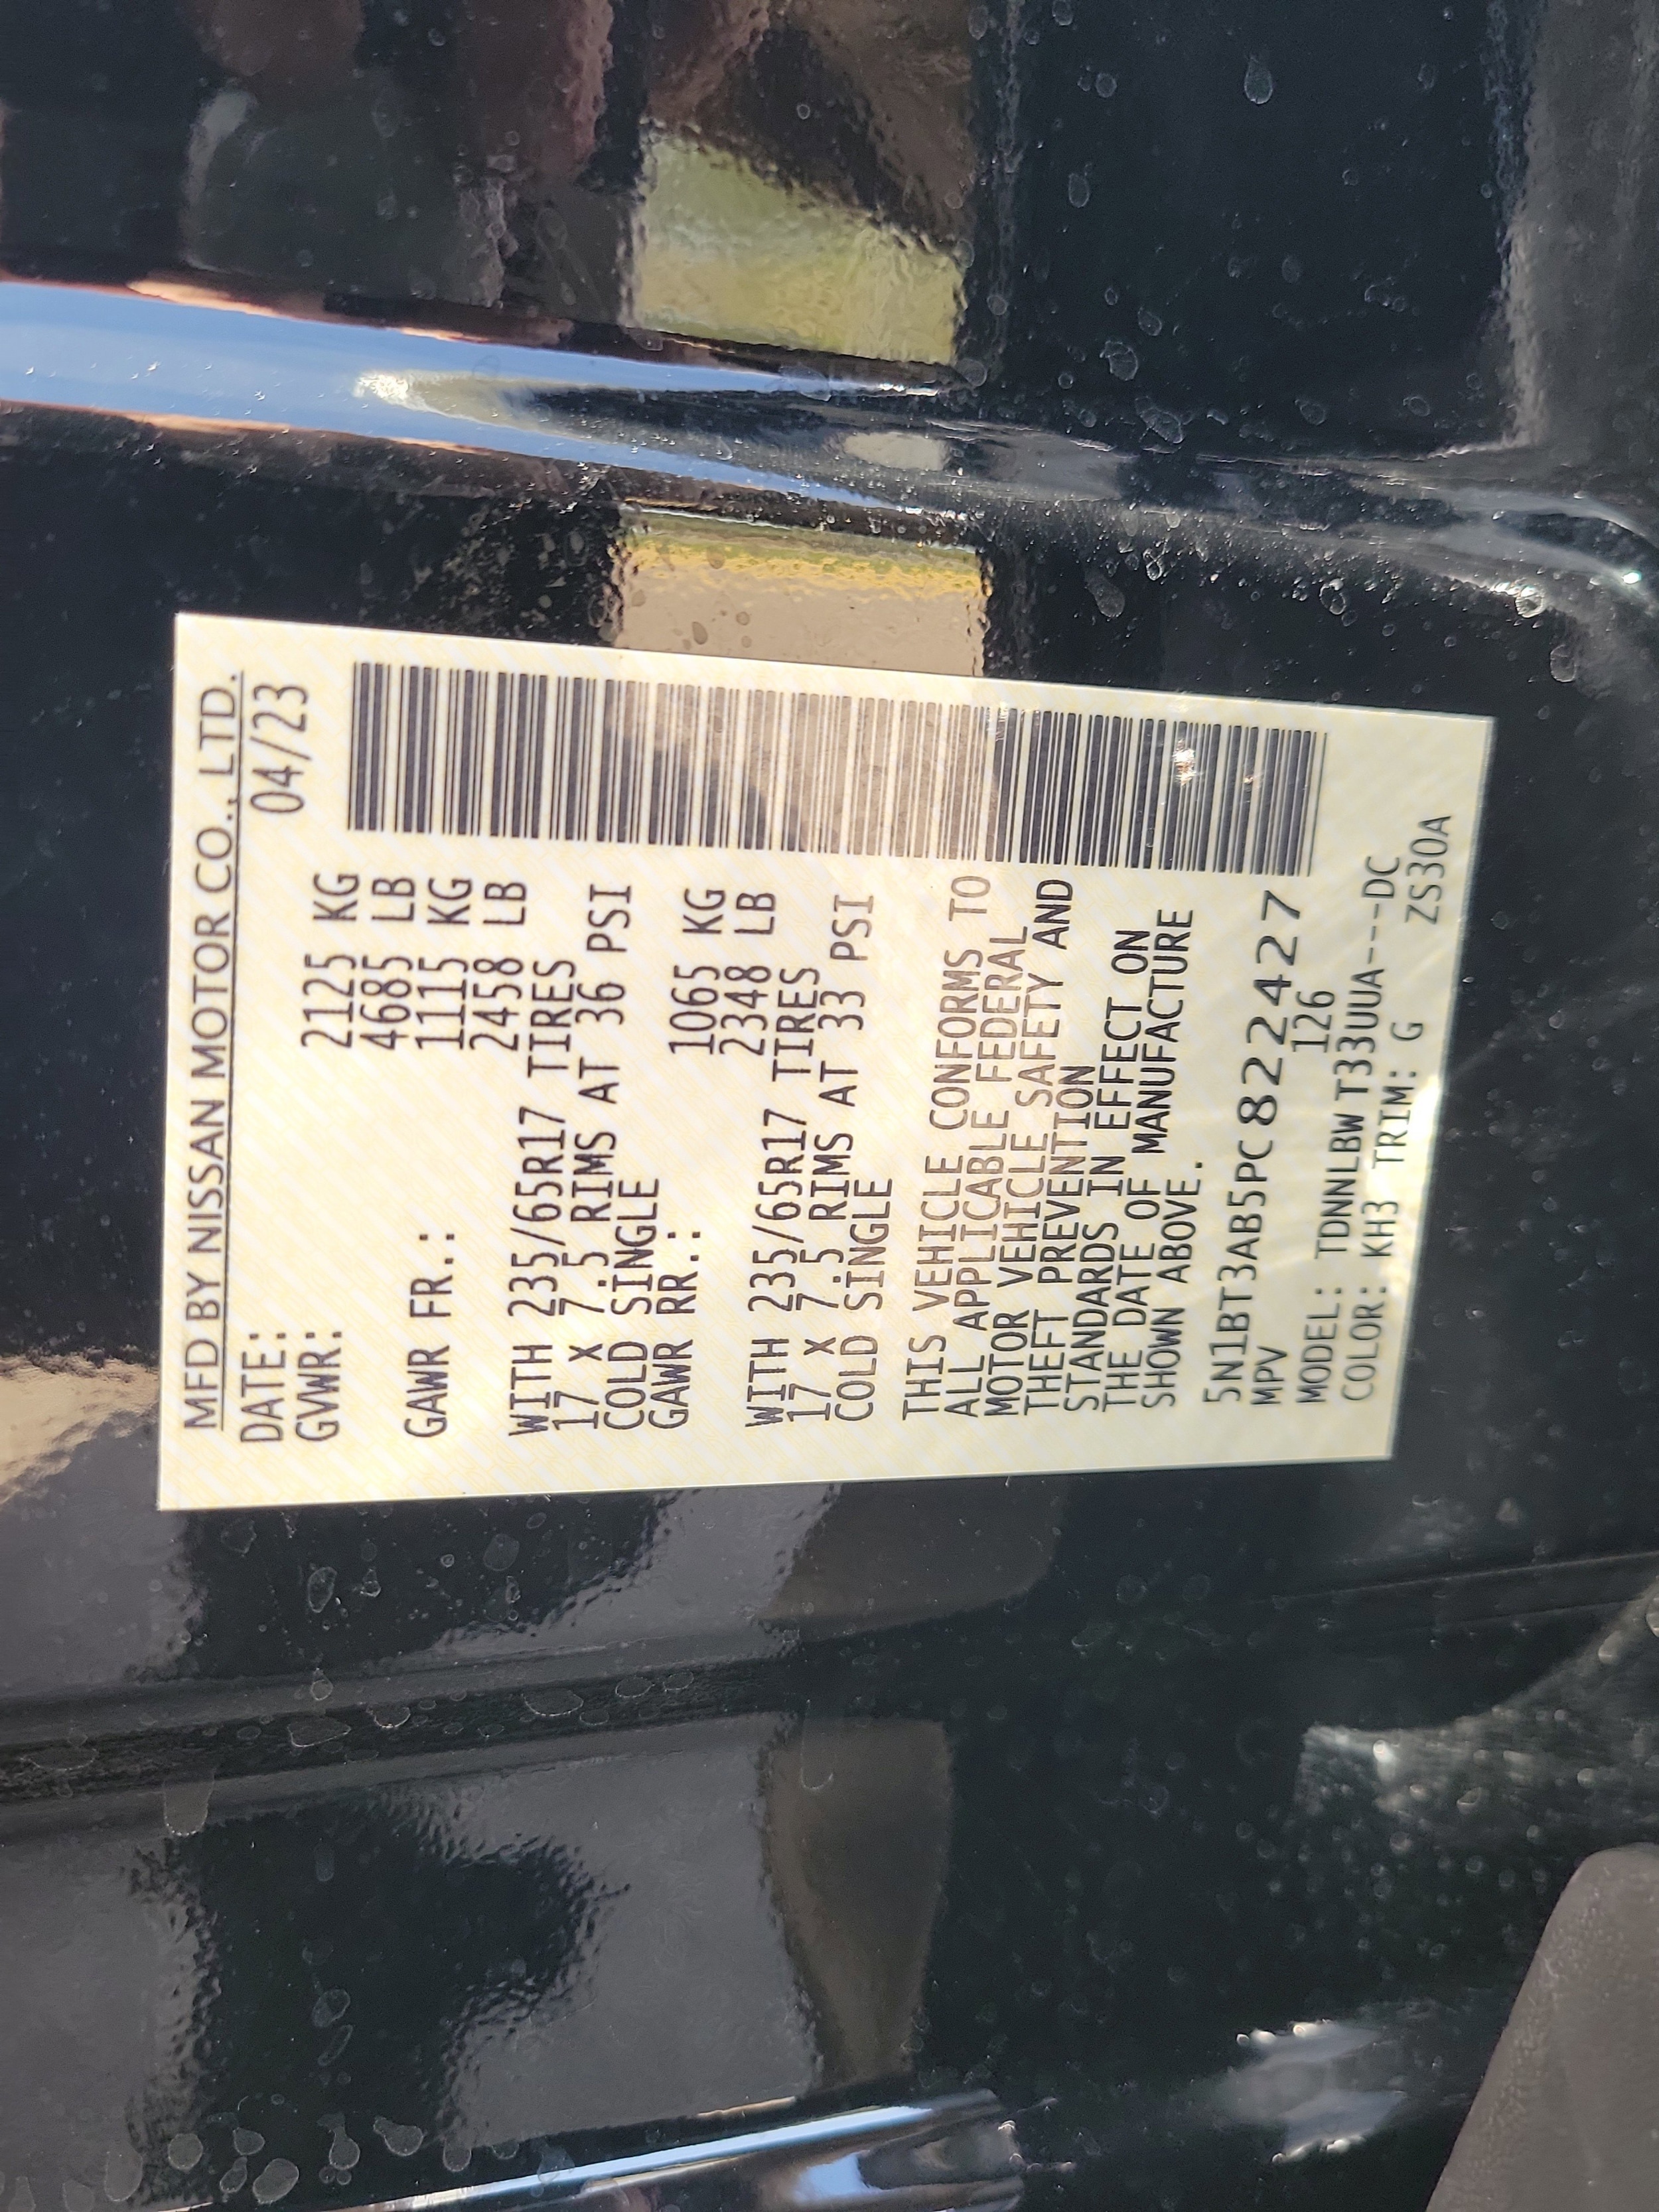 MFD BY NISSAN MOTOR CO., LTD.
DATE: 04/23
GVWR: 2125 KG
4685 LB
GAWR FR.: 1115 KG
2458 LB
WITH 235/65R17 TIRES
17 X 7.5 RIMS AT 36 PSI
COLD SINGLE
GAWR RR.: 1065 KG
2348 LB
WITH 235/65R17 TIRES
17 X 7.5 RIMS AT 33 PSI
COLD SINGLE
THIS VEHICLE CONFORMS TO
ALL APPLICABLE FEDERAL
MOTOR VEHICLE SAFETY AND
THEFT PREVENTION
STANDARDS IN EFFECT ON
THE DATE OF MANUFACTURE
SHOWN ABOVE.
5N1BT3AB5PC822427
MPV 126
MODEL: TDNNLBW T33UUA---DC
COLOR: KH3 TRIM: G ZS30A